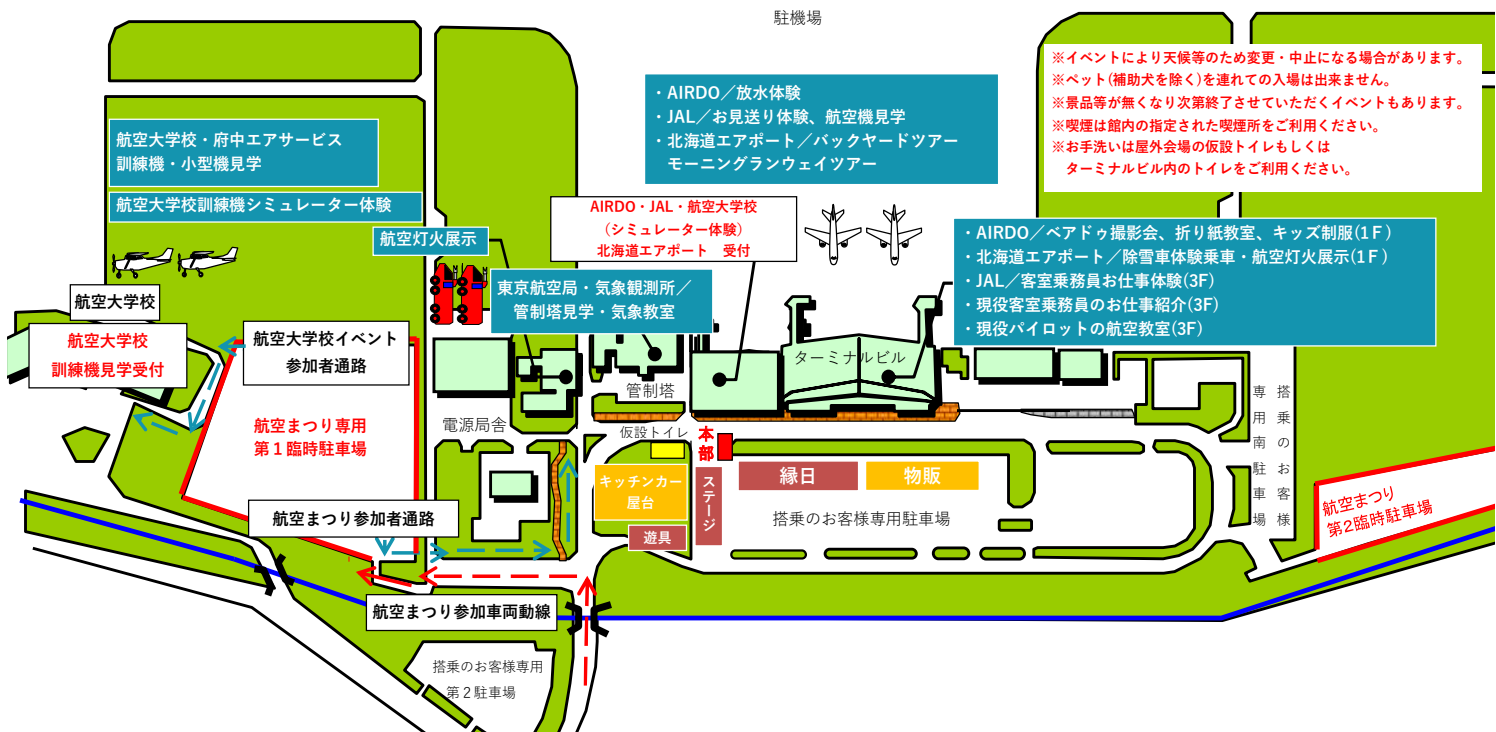 駐機場
※イベントにより天候等のため変更・中止になる場合があります。
※ペット(補助犬を除く)を連れての入場は出来ません。
※景品等が無くなり次第終了させていただくイベントもあります。
※喫煙は館内の指定された喫煙所をご利用ください。
※お手洗いは屋外会場の仮設トイレもしくは
ターミナルビル内のトイレをご利用ください。
・AIRDO／放水体験
・JAL／お見送り体験、航空機見学
・北海道エアポート／バックヤードツアー
モーニングランウェイツアー
航空大学校・府中エアサービス
訓練機・小型機見学
航空大学校訓練機シミュレーター体験
航空灯火展示
AIRDO・JAL・航空大学校
(シミュレーター体験)
北海道エアポート　受付
・AIRDO／ベアドゥ撮影会、折り紙教室、キッズ制服(1Ｆ)
・北海道エアポート／除雪車体験乗車・航空灯火展示(1Ｆ)
・JAL／客室乗務員お仕事体験(3F)
・現役客室乗務員のお仕事紹介(3F)
・現役パイロットの航空教室(3F)
東京航空局・気象観測所／
管制塔見学・気象教室
航空大学校
航空大学校
訓練機見学受付
航空大学校イベント
参加者通路
ターミナルビル
管制塔
電源局舎
航空まつり専用
第１臨時駐車場
仮設トイレ
本部
キッチンカー
屋台
遊具
ステージ
縁日
物販
搭乗のお客様専用駐車場
搭乗のお客様
専用南駐車場
航空まつり
第2臨時駐車場
航空まつり参加者通路
航空まつり参加車両動線
搭乗のお客様専用
第２駐車場